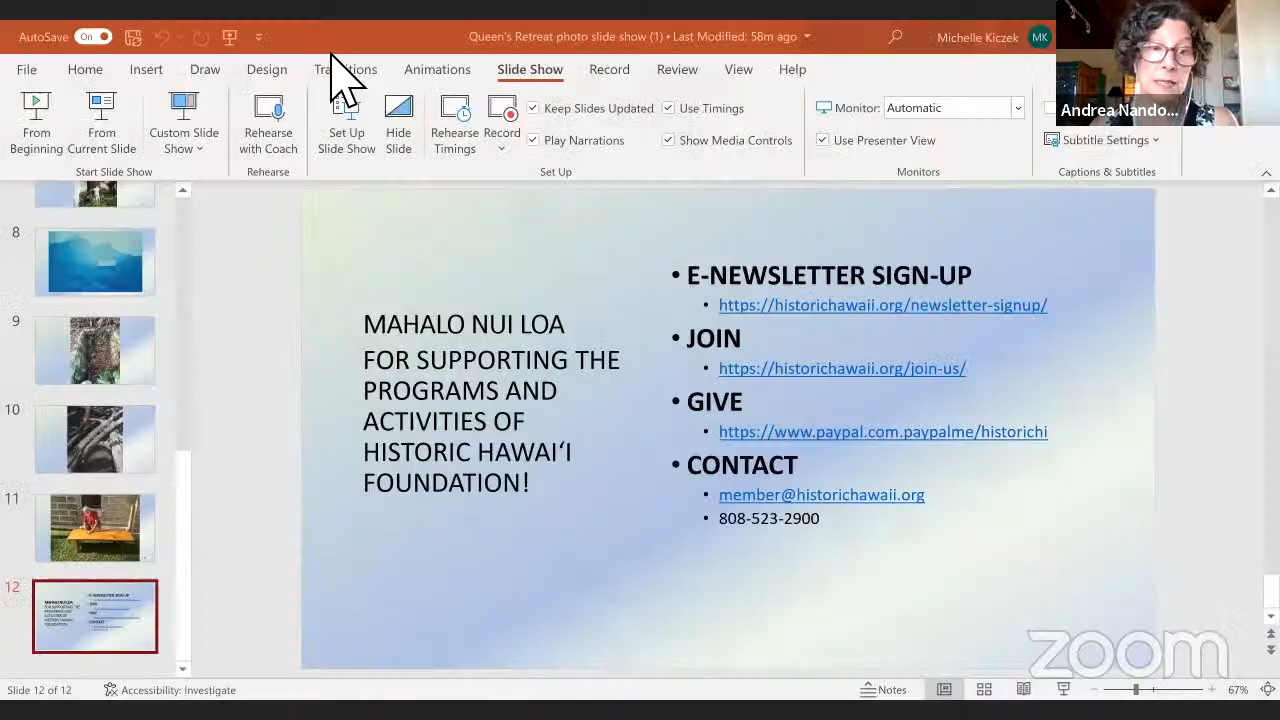 AutoSave
On
Queen's Retreat photo slide show (1) • Last Modified: 58m ago
Michelle Kiczek
MK
File
Home
Insert
Draw
Design
Animations
Slide Show
Record
Review
View
Help
From Beginning
From Current Slide
Custom Slide Show
Rehearse with Coach
Set Up Slide Show
Hide Slide
Rehearse Timings
Record
Keep Slides Updated
Use Timings
Play Narrations
Show Media Controls
Monitor:
Automatic
Use Presenter View
Subtitle Settings
Start Slide Show
Rehearse
Set Up
Monitors
Captions & Subtitles
Andrea Nando...
8
9
10
11
12
MAHALO NUI LOA
FOR SUPPORTING THE
PROGRAMS AND
ACTIVITIES OF
HISTORIC HAWAIʻI
FOUNDATION!
• E-NEWSLETTER SIGN-UP
• https://historichawaii.org/newsletter-signup/
• JOIN
• https://historichawaii.org/join-us/
• GIVE
• https://www.paypal.com.paypalme/historichi
• CONTACT
• member@historichawaii.org
• 808-523-2900
zoom
Slide 12 of 12
Accessibility: Investigate
Notes
67%